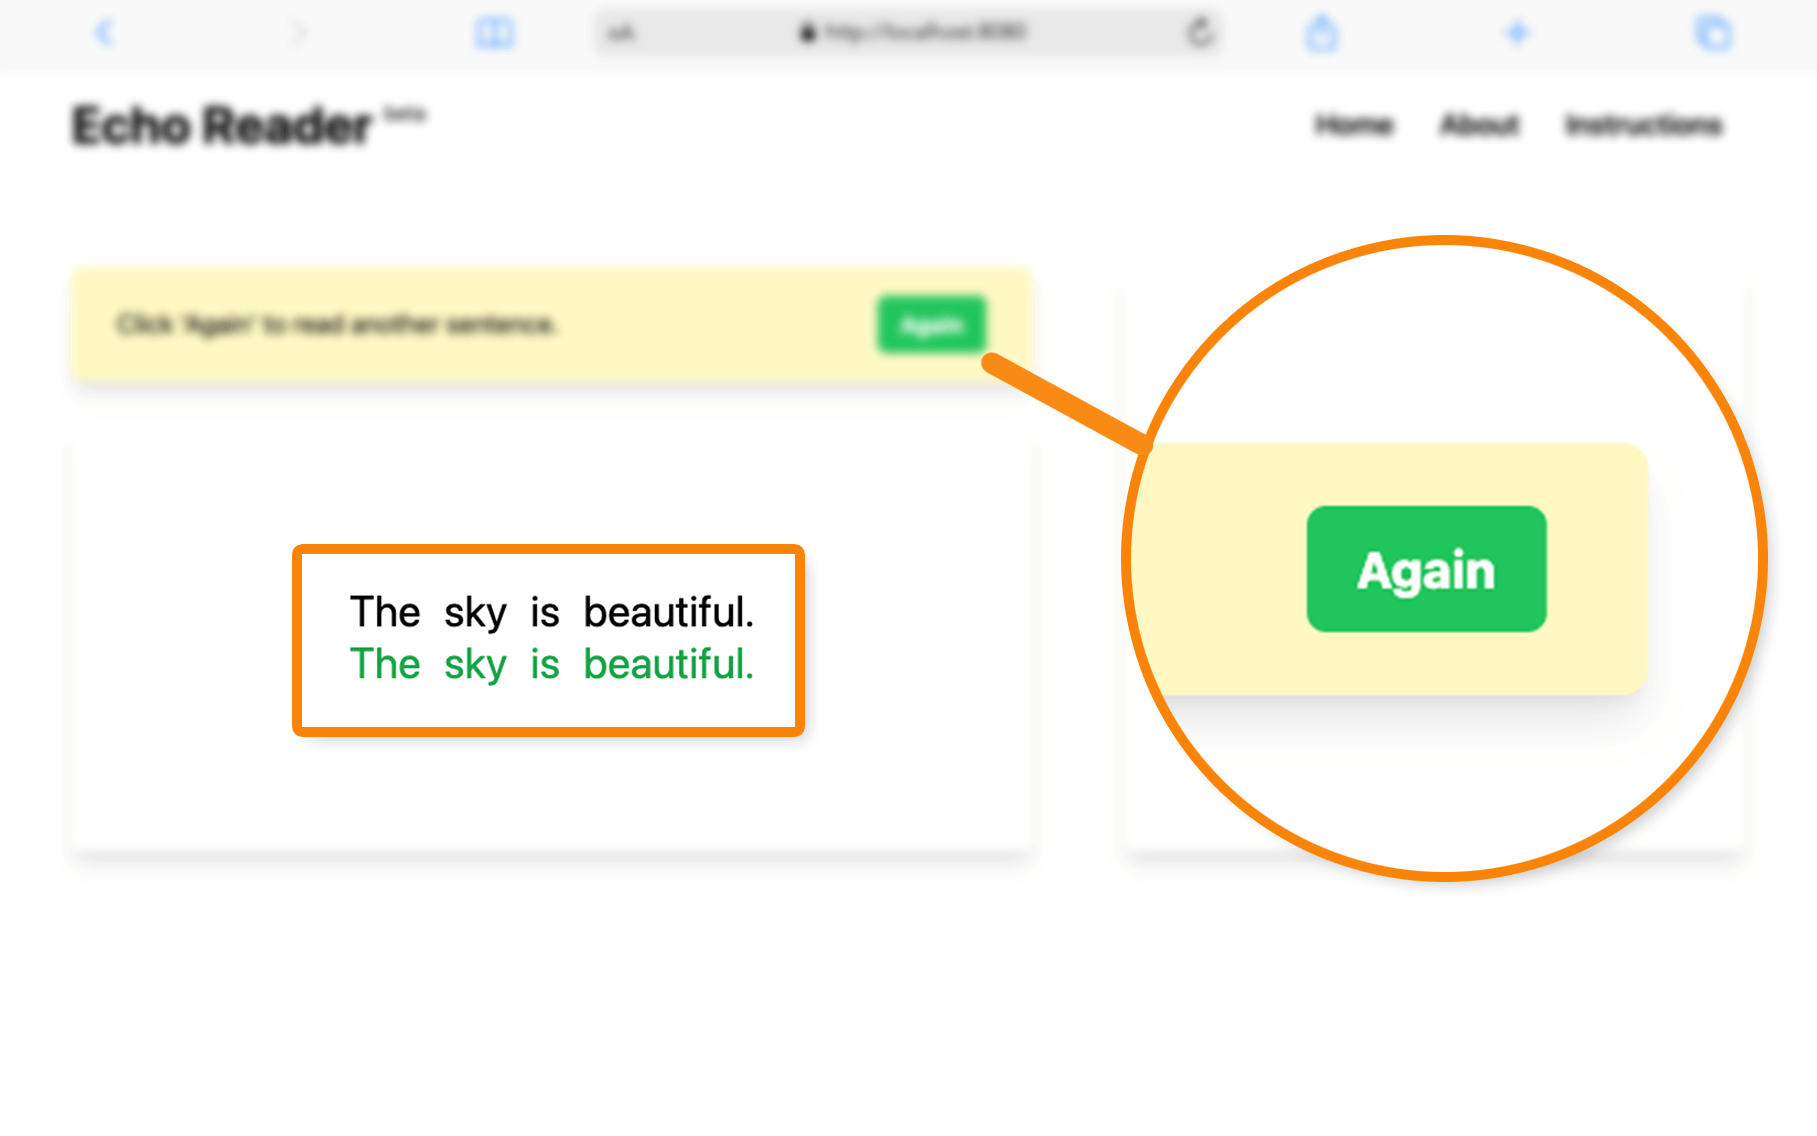 AA http://localhost:8080
Echo Reader beta
Home About Instructions
Click 'Again' to read another sentence. Again
The sky is beautiful.
The sky is beautiful.
Again